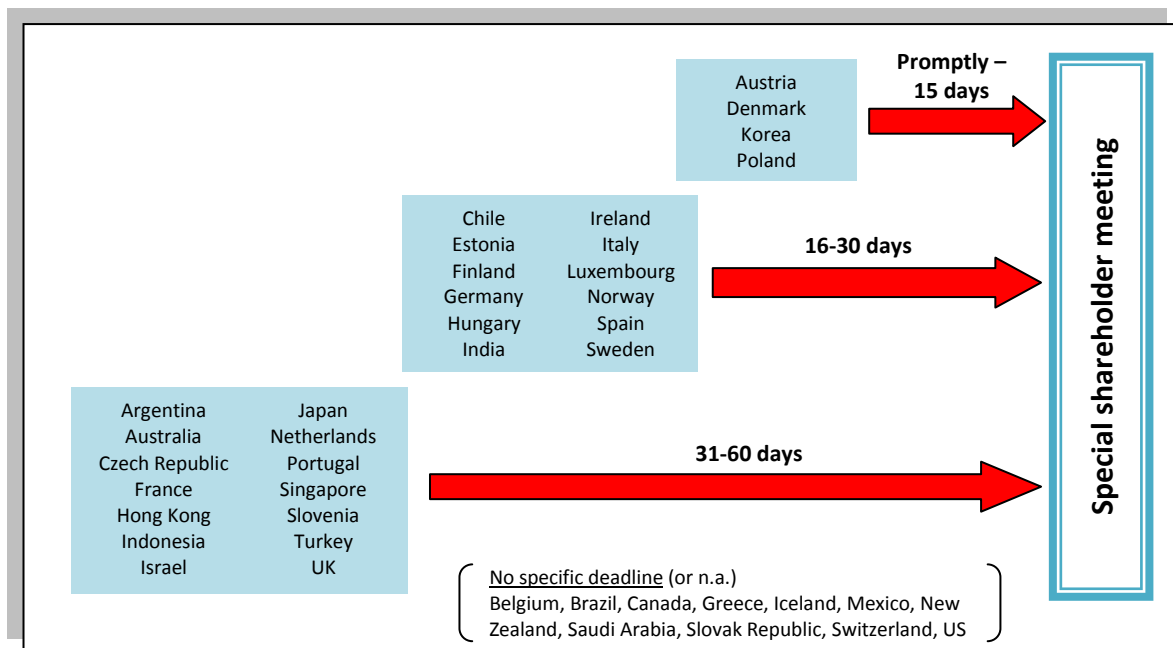 Promptly –
15 days
Austria
Denmark
Korea
Poland
Special shareholder meeting
16-30 days
Chile
Estonia
Finland
Germany
Hungary
India
Ireland
Italy
Luxembourg
Norway
Spain
Sweden
31-60 days
Argentina
Australia
Czech Republic
France
Hong Kong
Indonesia
Israel
Japan
Netherlands
Portugal
Singapore
Slovenia
Turkey
UK
No specific deadline (or n.a.)
Belgium, Brazil, Canada, Greece, Iceland, Mexico, New
Zealand, Saudi Arabia, Slovak Republic, Switzerland, US